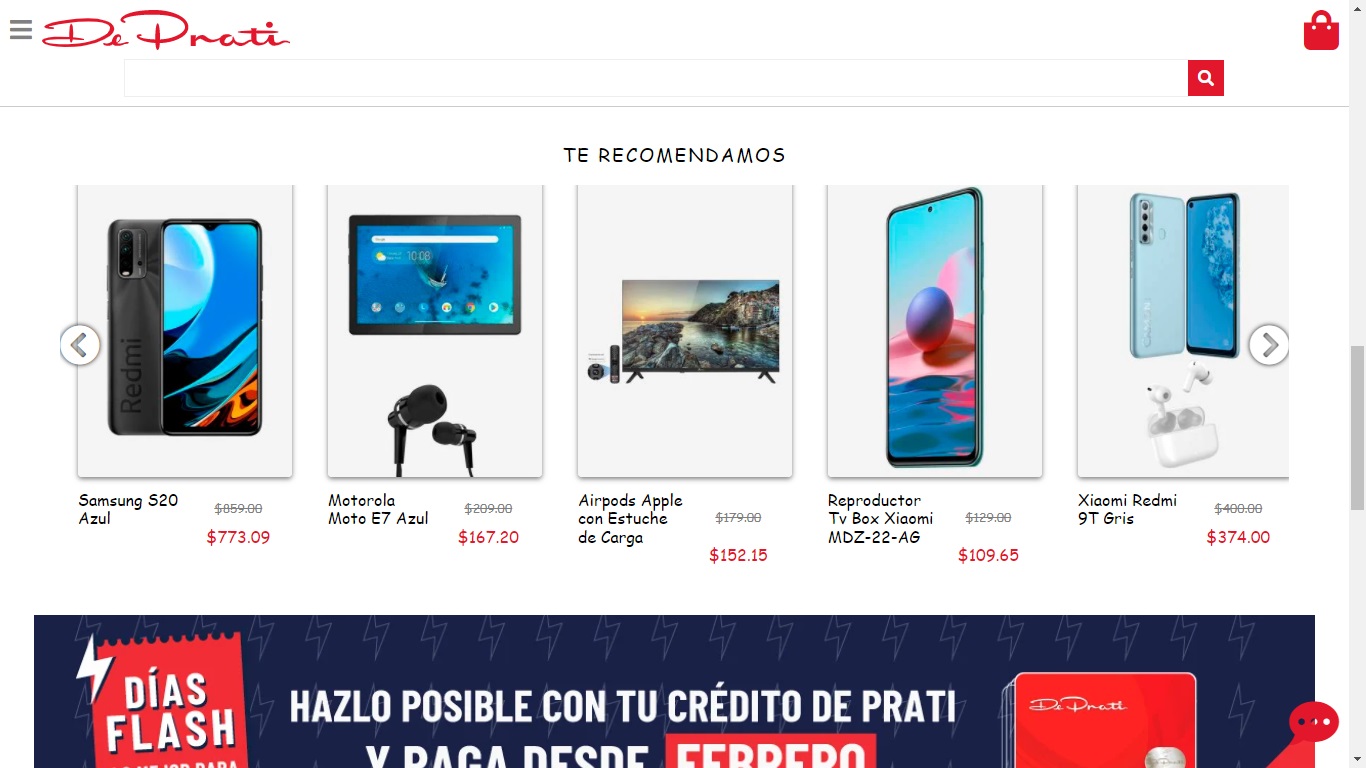 De Prati
TE RECOMENDAMOS
Redmi
10:08
CAMON
Samsung S20
Azul
$859.00
$773.09
Motorola
Moto E7 Azul
$209.00
$167.20
Airpods Apple
con Estuche
de Carga
$179.00
$152.15
Reproductor
Tv Box Xiaomi
MDZ-22-AG
$129.00
$109.65
Xiaomi Redmi
9T Gris
$400.00
$374.00
DÍAS
FLASH
HAZLO POSIBLE CON TU CRÉDITO DE PRATI
Y PAGA DESDE FEBRERO
De Prati